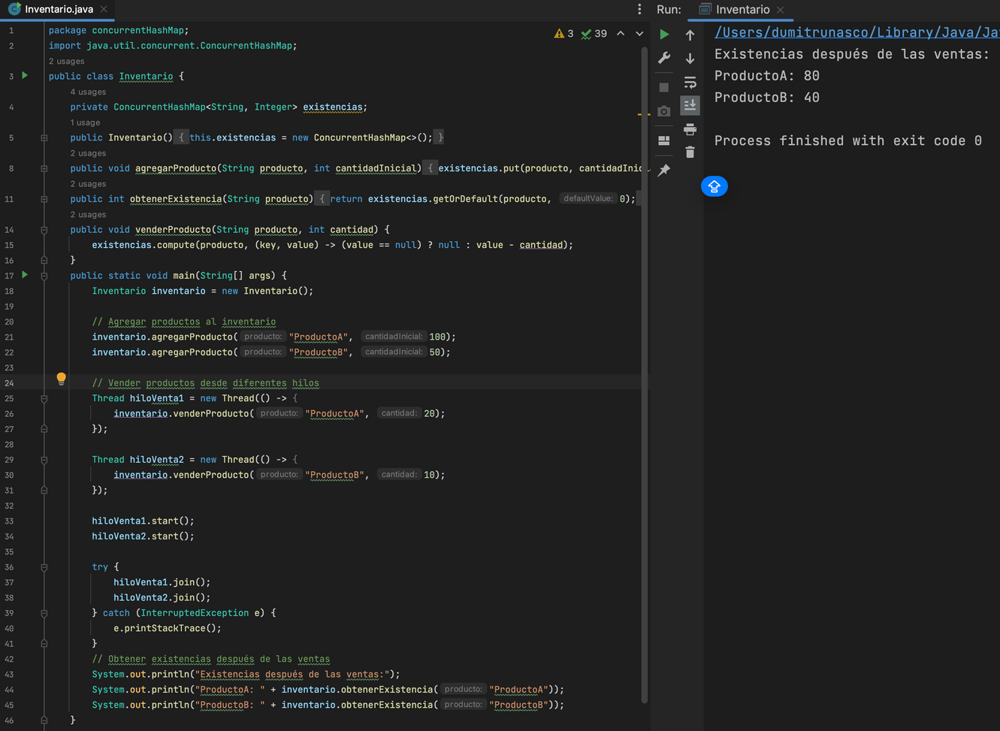 Inventario.java
3 39
1 package concurrentHashMap;
2 import java.util.concurrent.ConcurrentHashMap;
2 usages
3 public class Inventario {
4 usages
4 private ConcurrentHashMap<String, Integer> existencias;
1 usage
5 public Inventario() { this.existencias = new ConcurrentHashMap<>(); }
2 usages
8 public void agregarProducto(String producto, int cantidadInicial) { existencias.put(producto, cantidadInic
2 usages
11 public int obtenerExistencia(String producto) { return existencias.getOrDefault(producto, defaultValue: 0);
2 usages
14 public void venderProducto(String producto, int cantidad) {
15 existencias.compute(producto, (key, value) -> (value == null) ? null : value - cantidad);
16 }
17 public static void main(String[] args) {
18 Inventario inventario = new Inventario();
19
20 // Agregar productos al inventario
21 inventario.agregarProducto( producto: "ProductoA", cantidadInicial: 100);
22 inventario.agregarProducto( producto: "ProductoB", cantidadInicial: 50);
23
24 // Vender productos desde diferentes hilos
25 Thread hiloVenta1 = new Thread(() -> {
26 inventario.venderProducto( producto: "ProductoA", cantidad: 20);
27 });
28
29 Thread hiloVenta2 = new Thread(() -> {
30 inventario.venderProducto( producto: "ProductoB", cantidad: 10);
31 });
32
33 hiloVenta1.start();
34 hiloVenta2.start();
35
36 try {
37 hiloVenta1.join();
38 hiloVenta2.join();
39 } catch (InterruptedException e) {
40 e.printStackTrace();
41 }
42 // Obtener existencias después de las ventas
43 System.out.println("Existencias después de las ventas:");
44 System.out.println("ProductoA: " + inventario.obtenerExistencia( producto: "ProductoA"));
45 System.out.println("ProductoB: " + inventario.obtenerExistencia( producto: "ProductoB"));
46 }
Run: Inventario
/Users/dumitrunasco/Library/Java/Ja
Existencias después de las ventas:
ProductoA: 80
ProductoB: 40
Process finished with exit code 0